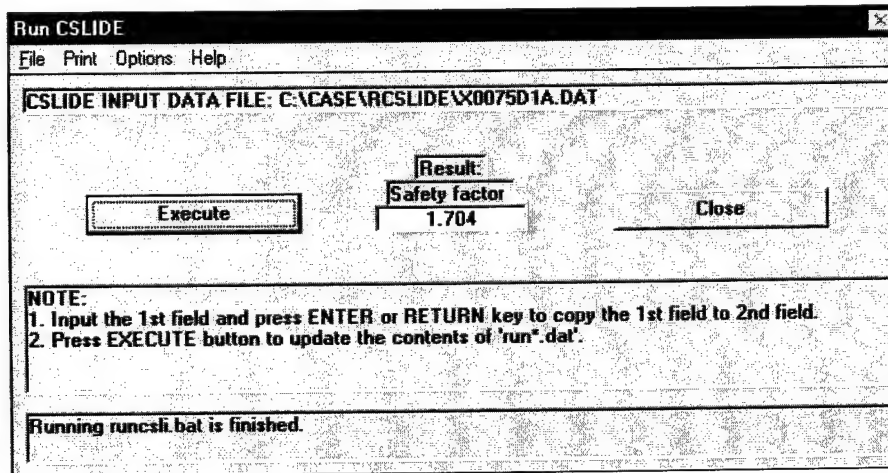 Run CSLIDE
File Print Options Help
CSLIDE INPUT DATA FILE: C:\CASE\RCSLIDE\X0075D1A.DAT
Result:
Safety factor
Execute 1.704 Close
NOTE:
1. Input the 1st field and press ENTER or RETURN key to copy the 1st field to 2nd field.
2. Press EXECUTE button to update the contents of 'run*.dat'.
Running runcsli.bat is finished.